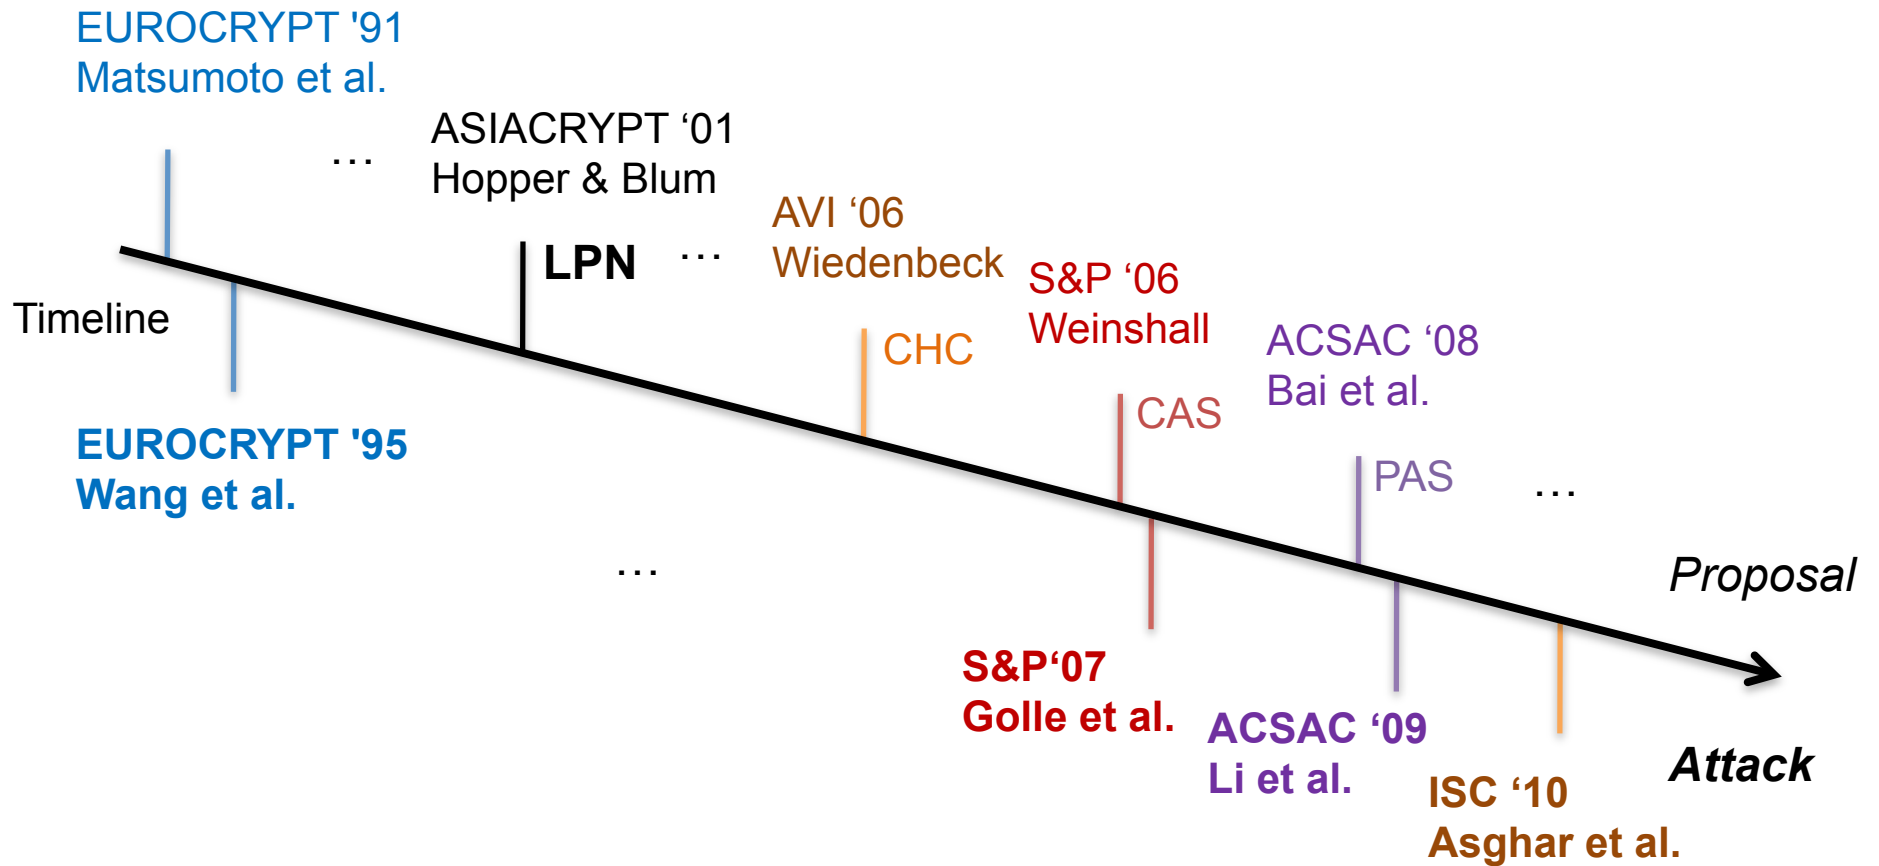 EUROCRYPT '91
Matsumoto et al.
…
ASIACRYPT ‘01
Hopper & Blum
LPN
…
AVI ‘06
Wiedenbeck
CHC
S&P ‘06
Weinshall
CAS
ACSAC ‘08
Bai et al.
PAS
…
Timeline
EUROCRYPT '95
Wang et al.
…
Proposal
S&P‘07
Golle et al.
ACSAC ‘09
Li et al.
Attack
ISC ‘10
Asghar et al.